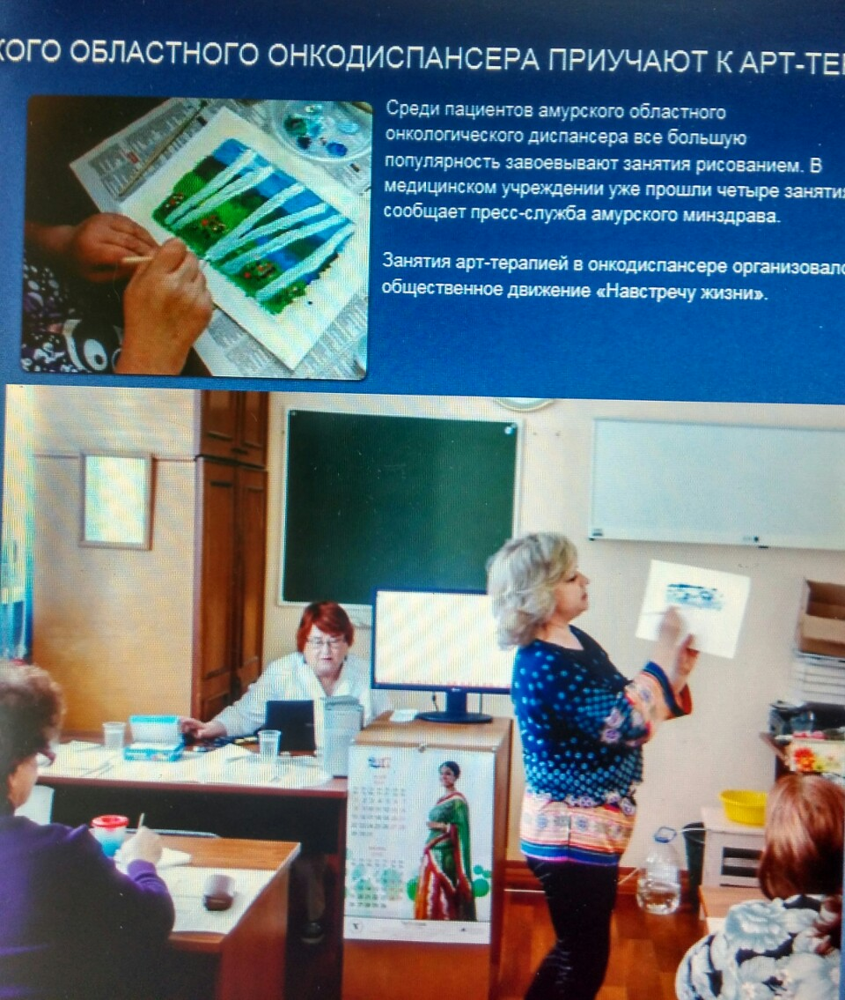 КОГО ОБЛАСТНОГО ОНКОДИСПАНСЕРА ПРИУЧАЮТ К АРТ-ТЕ
Среди пациентов амурского областного
онкологического диспансера все большую
популярность завоевывают занятия рисованием. В
медицинском учреждении уже прошли четыре занятия
сообщает пресс-служба амурского минздрава.
Занятия арт-терапией в онкодиспансере организовало
общественное движение «Навстречу жизни».